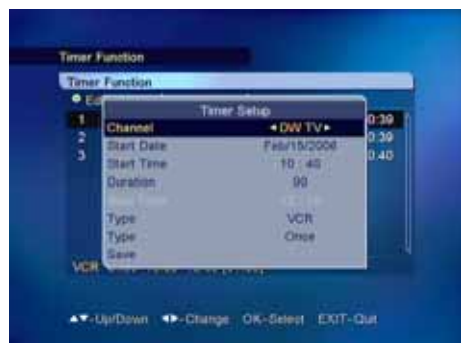 Timer Function
Timer Function
Timer Setup
1
Channel ◂DW TV▸
0:39
2
Start Date Feb/15/2006
0:39
3
Start Time 10 : 40
0:40
Duration 90
Type VCR
Type Once
Save
VCR
▲▼-Up/Down ◂▸-Change OK-Select EXIT-Quit